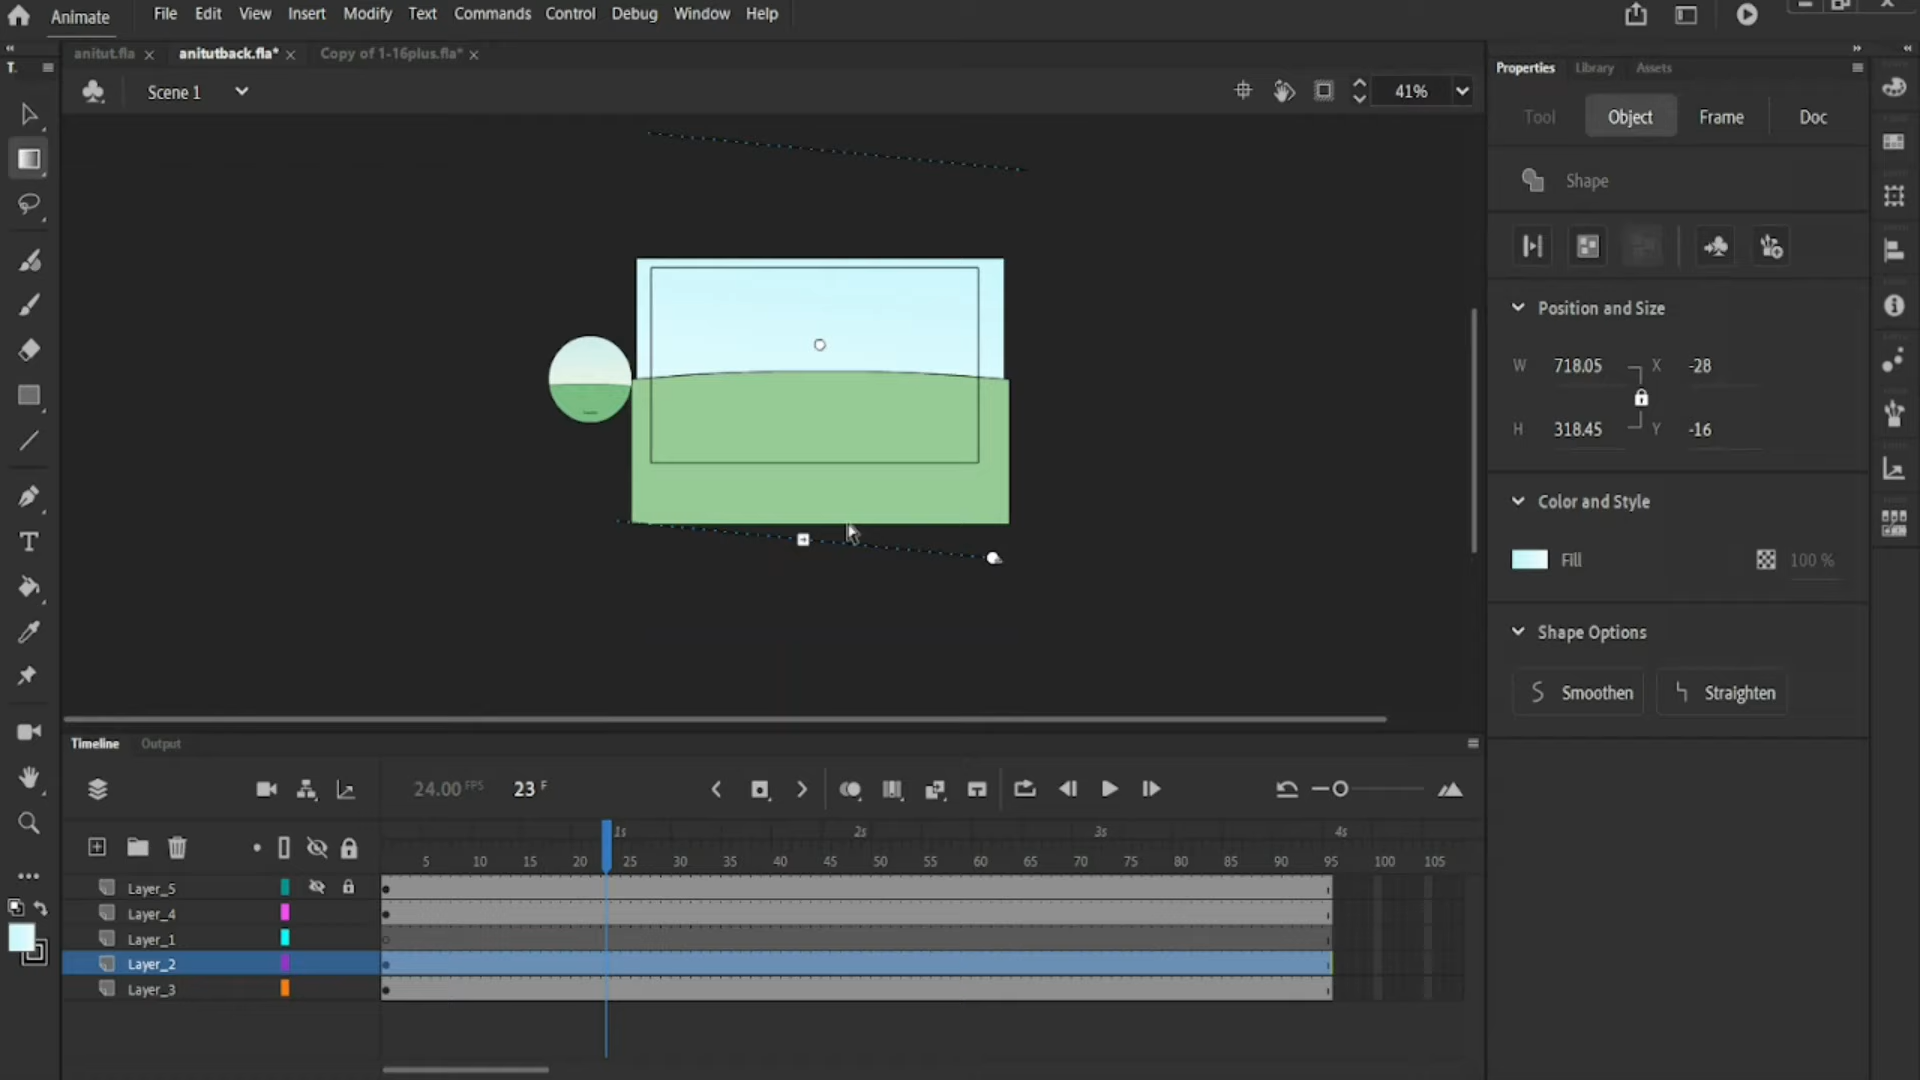 Animate File Edit View Insert Modify Text Commands Control Debug Window Help
anitut.fla anitutback.fla* Copy of 1-16plus.fla*
T.
Scene 1 41%
Properties Library Assets
Tool Object Frame Doc
Shape
Position and Size
W 718.05 X -28
H 318.45 Y -16
Color and Style
Fill 100 %
Shape Options
Smoothen Straighten
T
Timeline Output
24.00 FPS 23 F
1s 2s 3s 4s
5 10 15 20 25 30 35 40 45 50 55 60 65 70 75 80 85 90 95 100 105
Layer_5
Layer_4
Layer_1
Layer_2
Layer_3